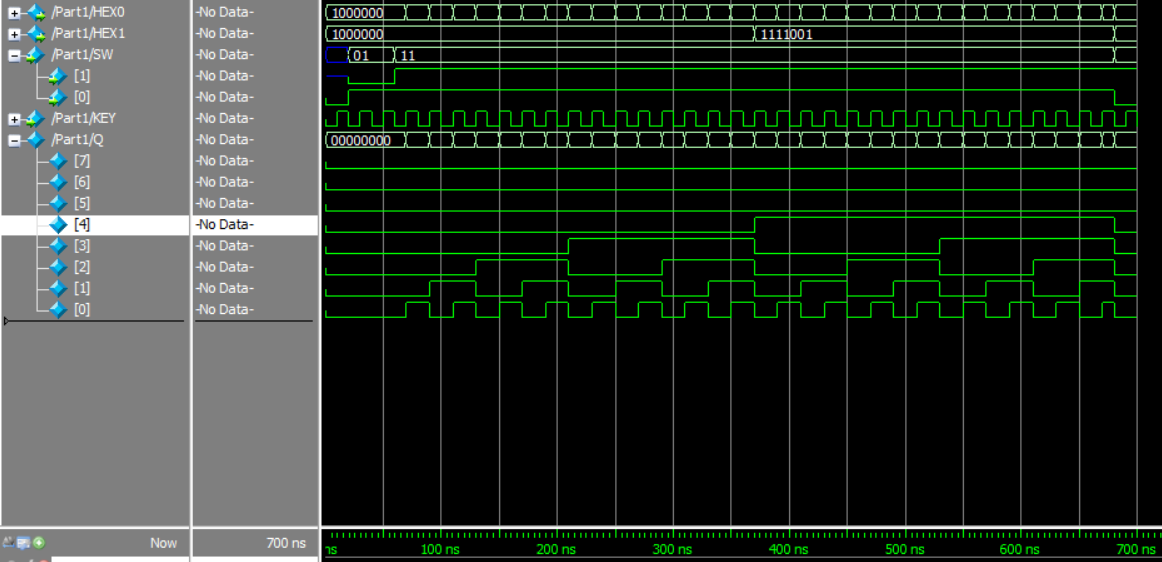 /Part1/HEX0 -No Data- 1000000
/Part1/HEX1 -No Data- 1000000 1111001
/Part1/SW -No Data- 01 11
[1] -No Data-
[0] -No Data-
/Part1/KEY -No Data-
/Part1/Q -No Data- 00000000
[7] -No Data-
[6] -No Data-
[5] -No Data-
[4] -No Data-
[3] -No Data-
[2] -No Data-
[1] -No Data-
[0] -No Data-
Now 700 ns ns 100 ns 200 ns 300 ns 400 ns 500 ns 600 ns 700 ns